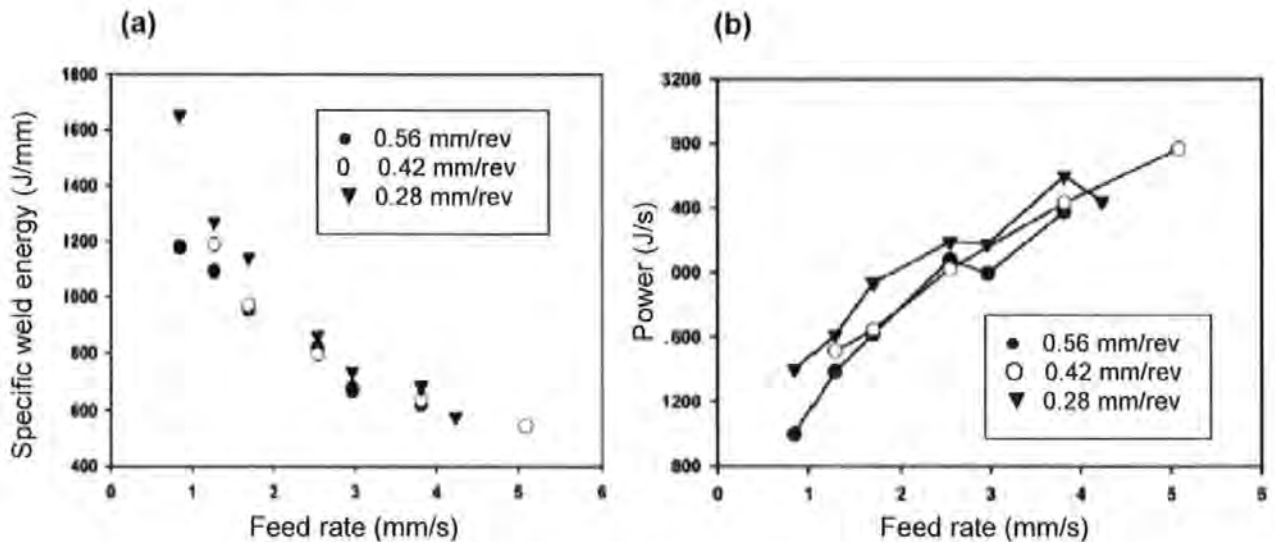 (a)
Specific weld energy (J/mm)
1800
1600
1400
1200
1000
800
600
400
0 1 2 3 4 5 6
Feed rate (mm/s)
0.56 mm/rev
0.42 mm/rev
0.28 mm/rev
(b)
Power (J/s)
3200
800
400
000
.600
1200
800
0 1 2 3 4 5 6
Feed rate (mm/s)
0.56 mm/rev
0.42 mm/rev
0.28 mm/rev